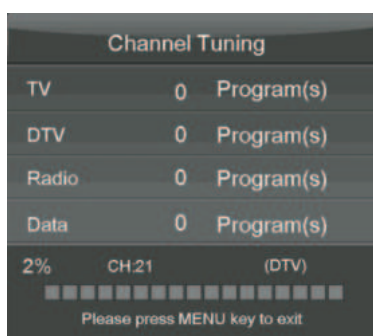 Channel Tuning
TV 0 Program(s)
DTV 0 Program(s)
Radio 0 Program(s)
Data 0 Program(s)
2% CH:21 (DTV)
Please press MENU key to exit